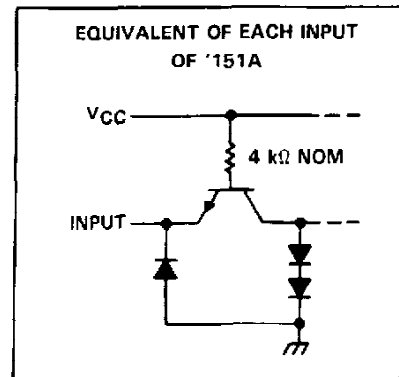 EQUIVALENT OF EACH INPUT
OF '151A
VCC
4 kΩ NOM
INPUT